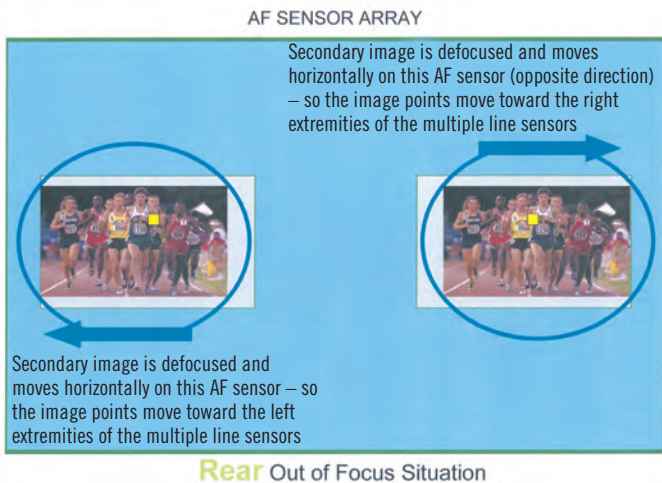 AF SENSOR ARRAY
Secondary image is defocused and moves
horizontally on this AF sensor (opposite direction)
– so the image points move toward the right
extremities of the multiple line sensors
Secondary image is defocused and
moves horizontally on this AF sensor – so
the image points move toward the left
extremities of the multiple line sensors
Rear Out of Focus Situation